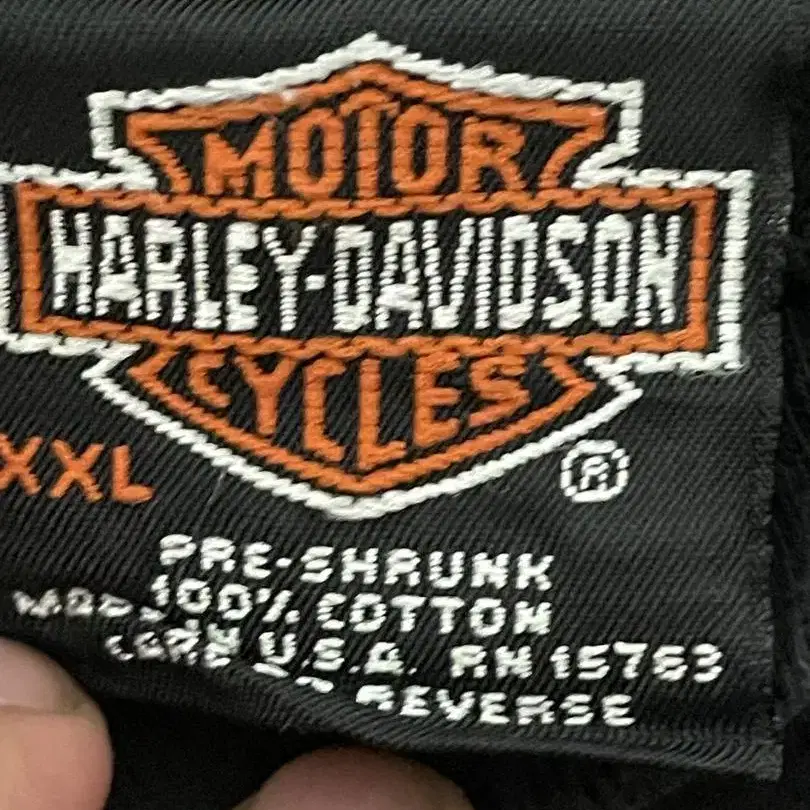 MOTOR
HARLEY-DAVIDSON
CYCLES
XXL
®
PRE-SHRUNK
100% COTTON
U.S.A. RN 15763
REVERSE